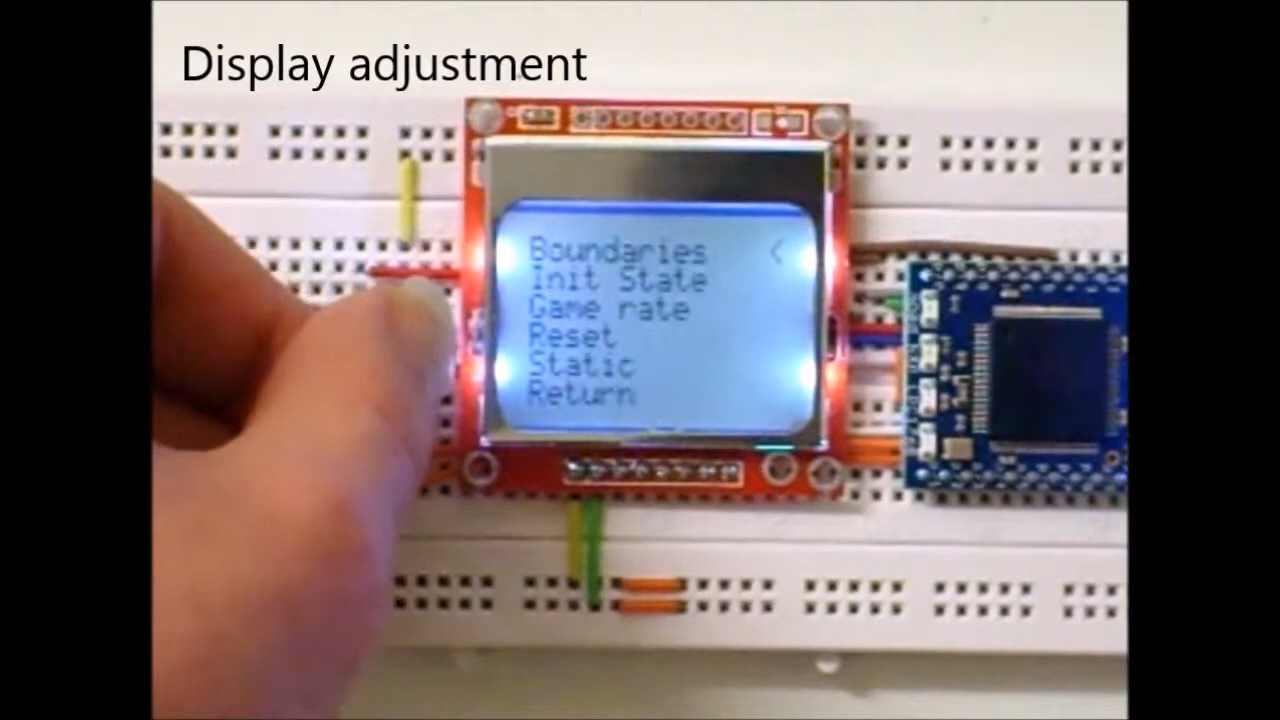 Display adjustment
Boundaries <
Init State
Game rate
Reset
Static
Return